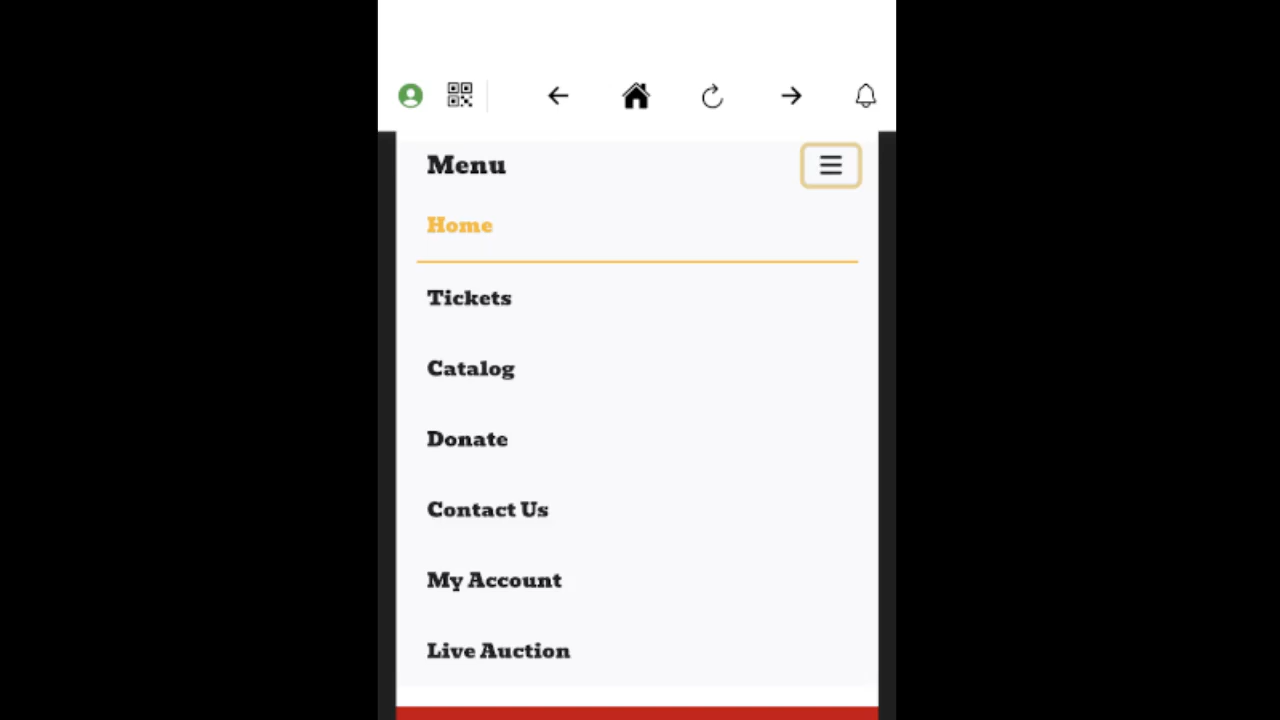 Menu
Home
Tickets
Catalog
Donate
Contact Us
My Account
Live Auction